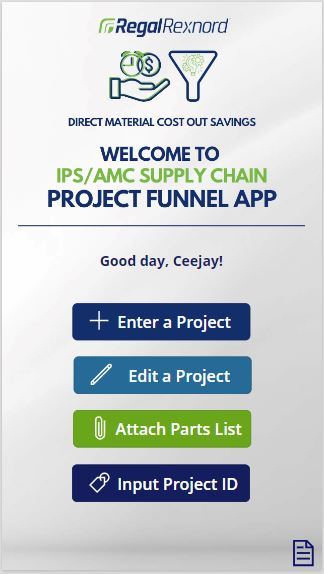 RegalRexnord
DIRECT MATERIAL COST OUT SAVINGS
WELCOME TO
IPS/AMC SUPPLY CHAIN
PROJECT FUNNEL APP
Good day, Ceejay!
Enter a Project
Edit a Project
Attach Parts List
Input Project ID